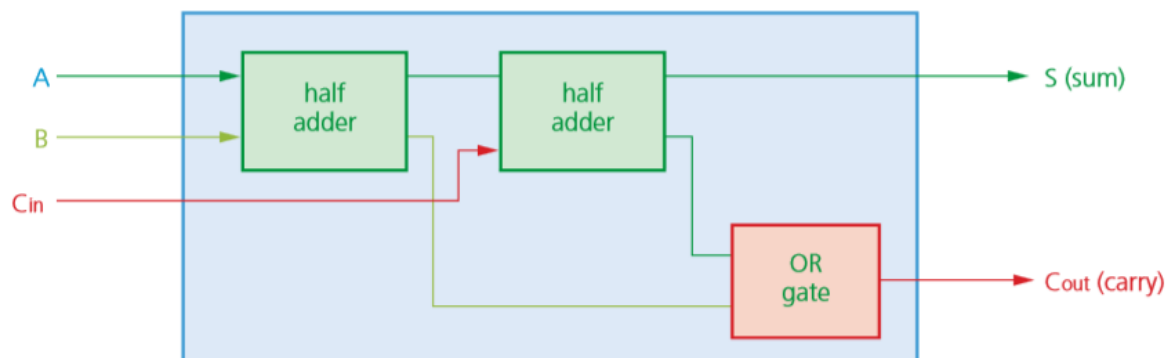 A
B
Cin
half
adder
half
adder
OR
gate
S (sum)
Cout (carry)